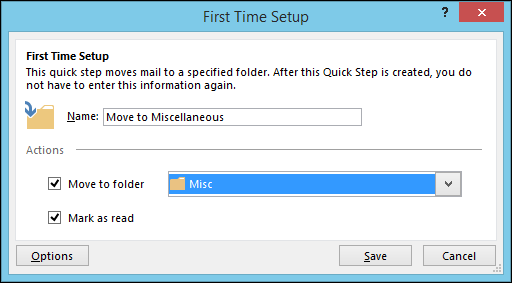 First Time Setup
?
First Time Setup
This quick step moves mail to a specified folder. After this Quick Step is created, you do
not have to enter this information again.
Name: Move to Miscellaneous
Actions
Move to folder Misc
Mark as read
Options Save Cancel